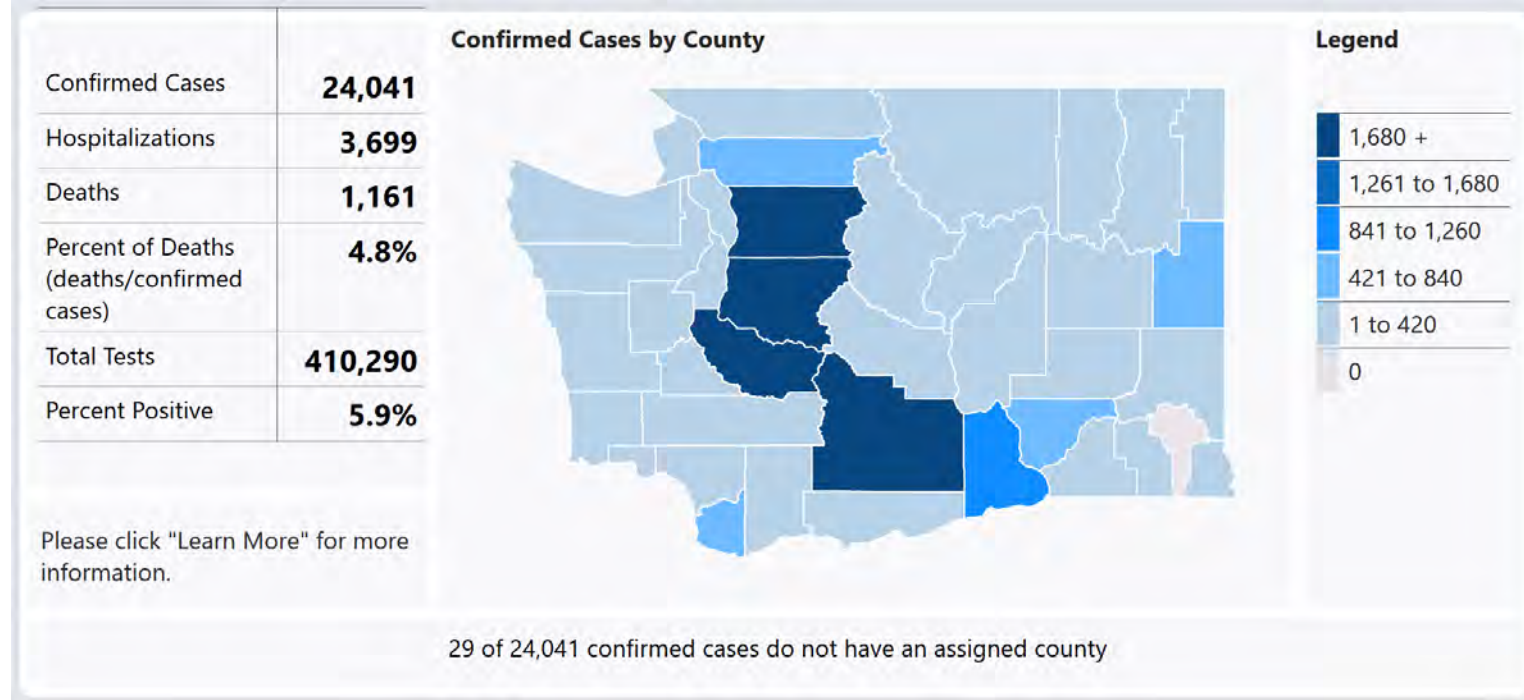 Confirmed Cases 24,041
Hospitalizations 3,699
Deaths 1,161
Percent of Deaths 4.8%
(deaths/confirmed
cases)
Total Tests 410,290
Percent Positive 5.9%
Please click "Learn More" for more
information.
Confirmed Cases by County
Legend
1,680 +
1,261 to 1,680
841 to 1,260
421 to 840
1 to 420
0
29 of 24,041 confirmed cases do not have an assigned county